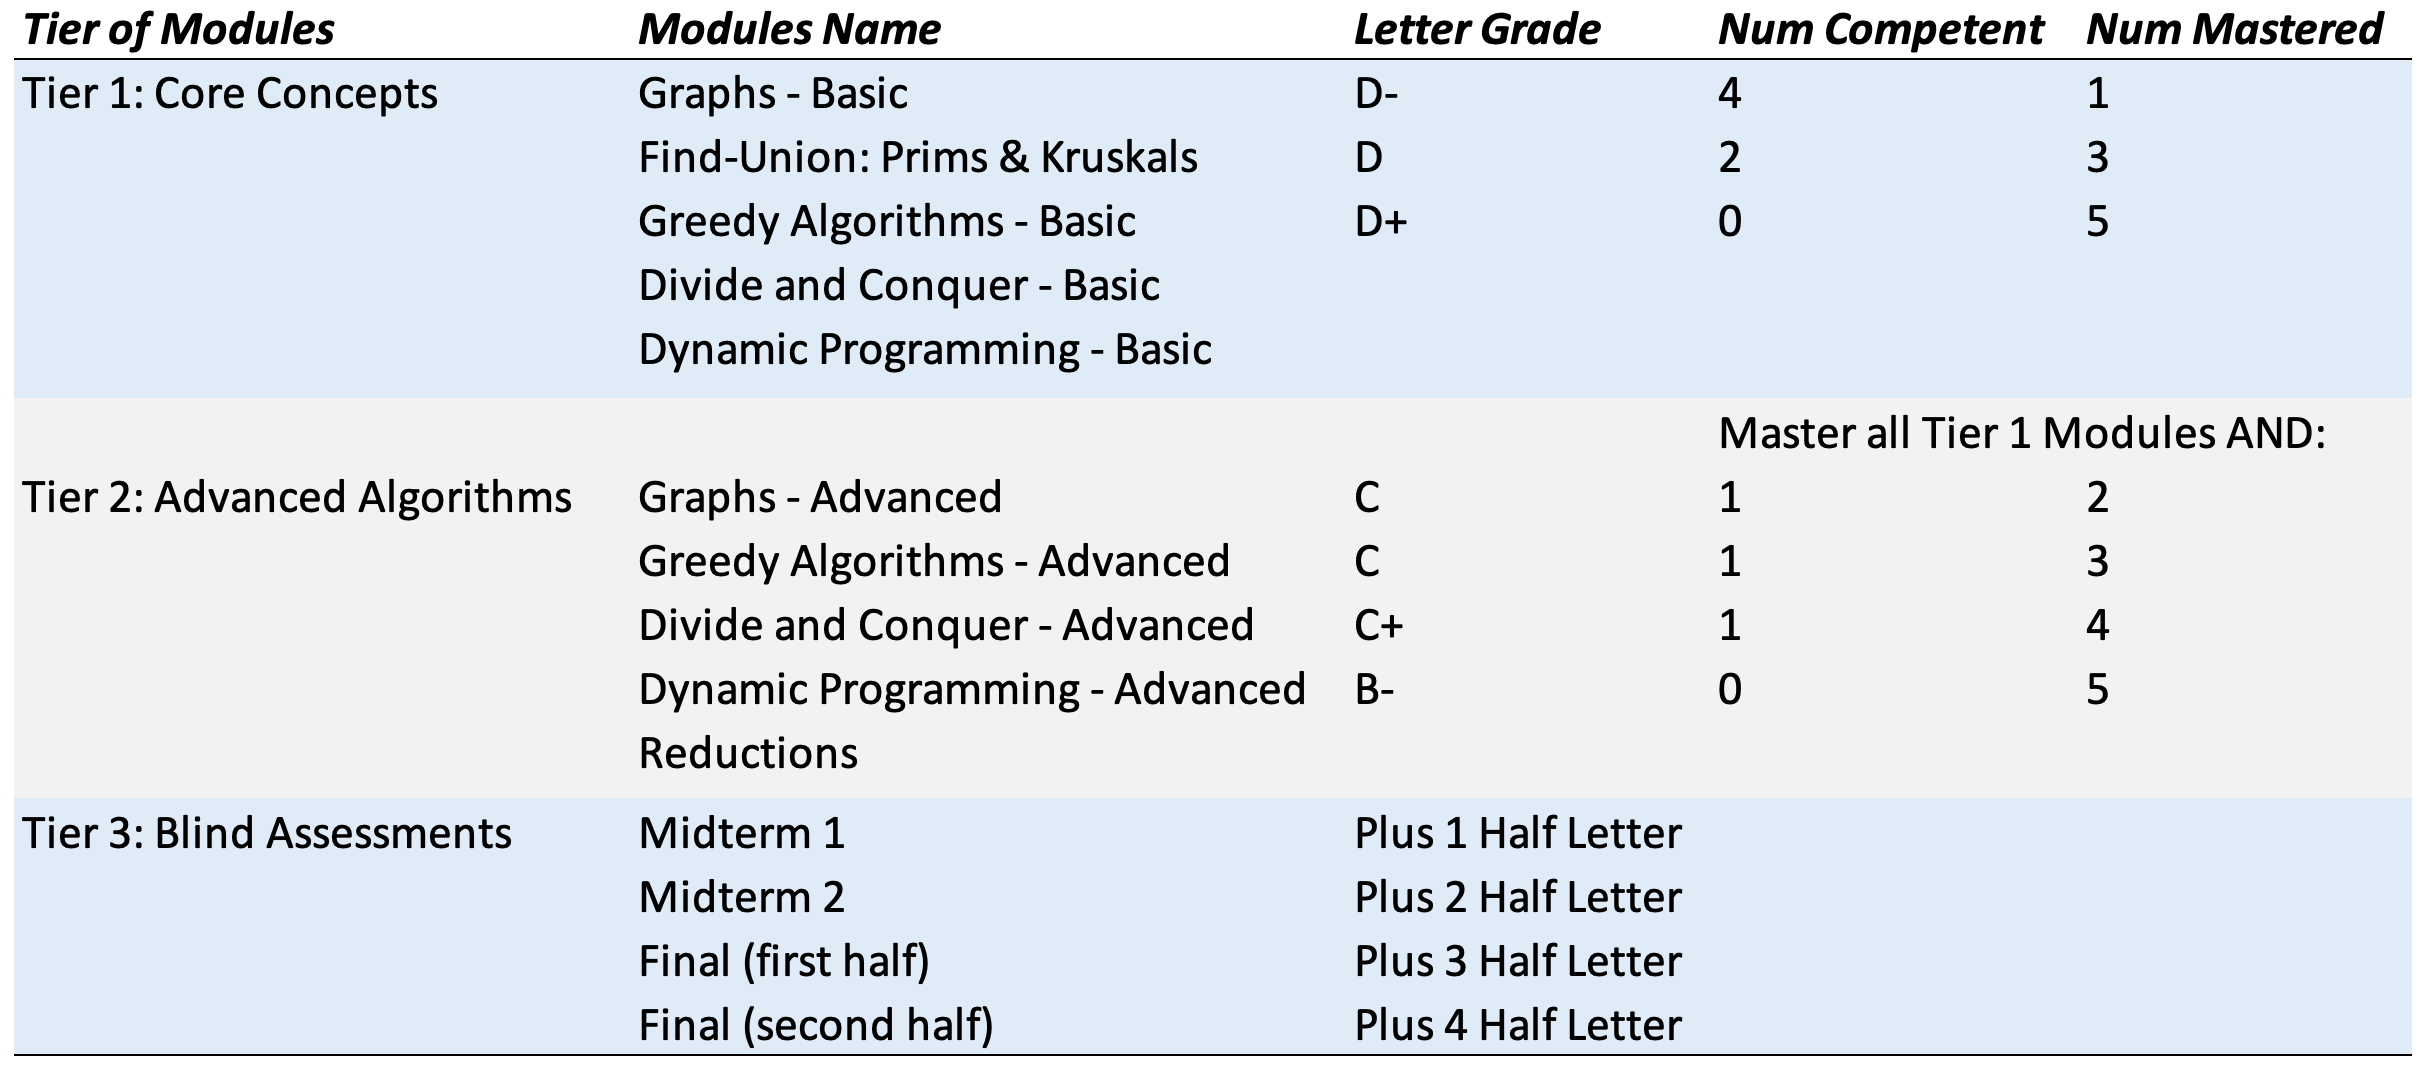 Tier of Modules Modules Name Letter Grade Num Competent Num Mastered
Tier 1: Core Concepts Graphs - Basic D- 4 1
Find-Union: Prims & Kruskals D 2 3
Greedy Algorithms - Basic D+ 0 5
Divide and Conquer - Basic
Dynamic Programming - Basic
Master all Tier 1 Modules AND:
Tier 2: Advanced Algorithms Graphs - Advanced C 1 2
Greedy Algorithms - Advanced C 1 3
Divide and Conquer - Advanced C+ 1 4
Dynamic Programming - Advanced B- 0 5
Reductions
Tier 3: Blind Assessments Midterm 1 Plus 1 Half Letter
Midterm 2 Plus 2 Half Letter
Final (first half) Plus 3 Half Letter
Final (second half) Plus 4 Half Letter